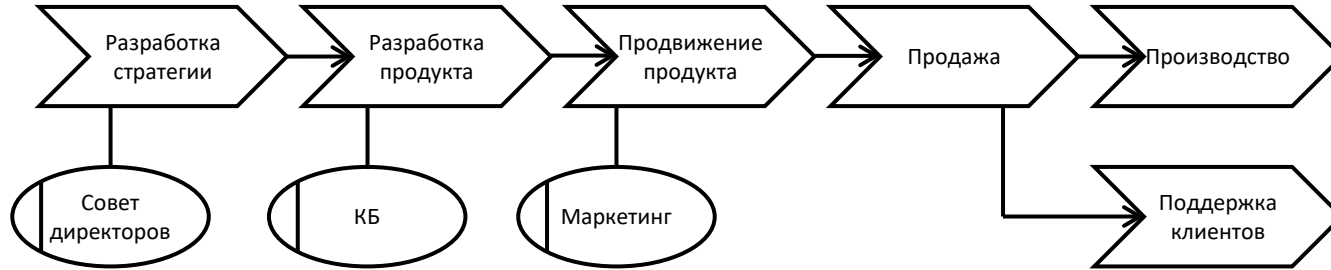 Разработка
стратегии
Разработка
продукта
Продвижение
продукта
Продажа
Производство
Совет
директоров
КБ
Маркетинг
Поддержка
клиентов